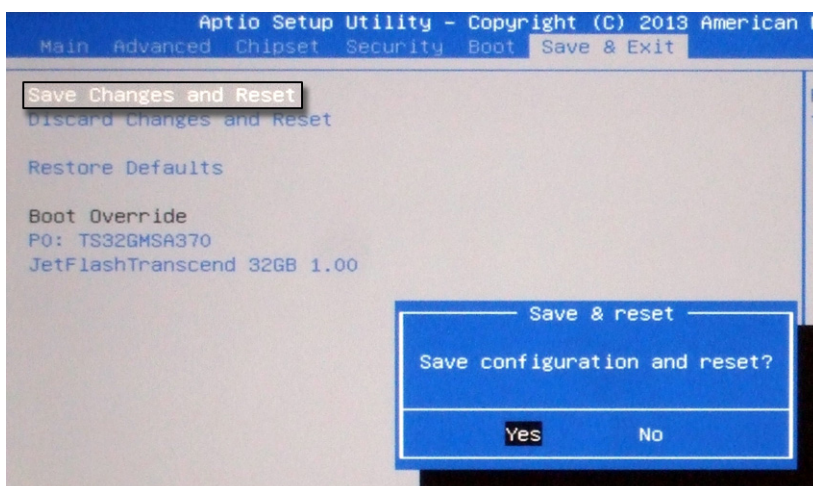 Aptio Setup Utility – Copyright (C) 2013 American
Main Advanced Chipset Security Boot Save & Exit
Save Changes and Reset
Discard Changes and Reset
Restore Defaults
Boot Override
P0: TS32GMSA370
JetFlashTranscend 32GB 1.00
Save & reset
Save configuration and reset?
Yes No